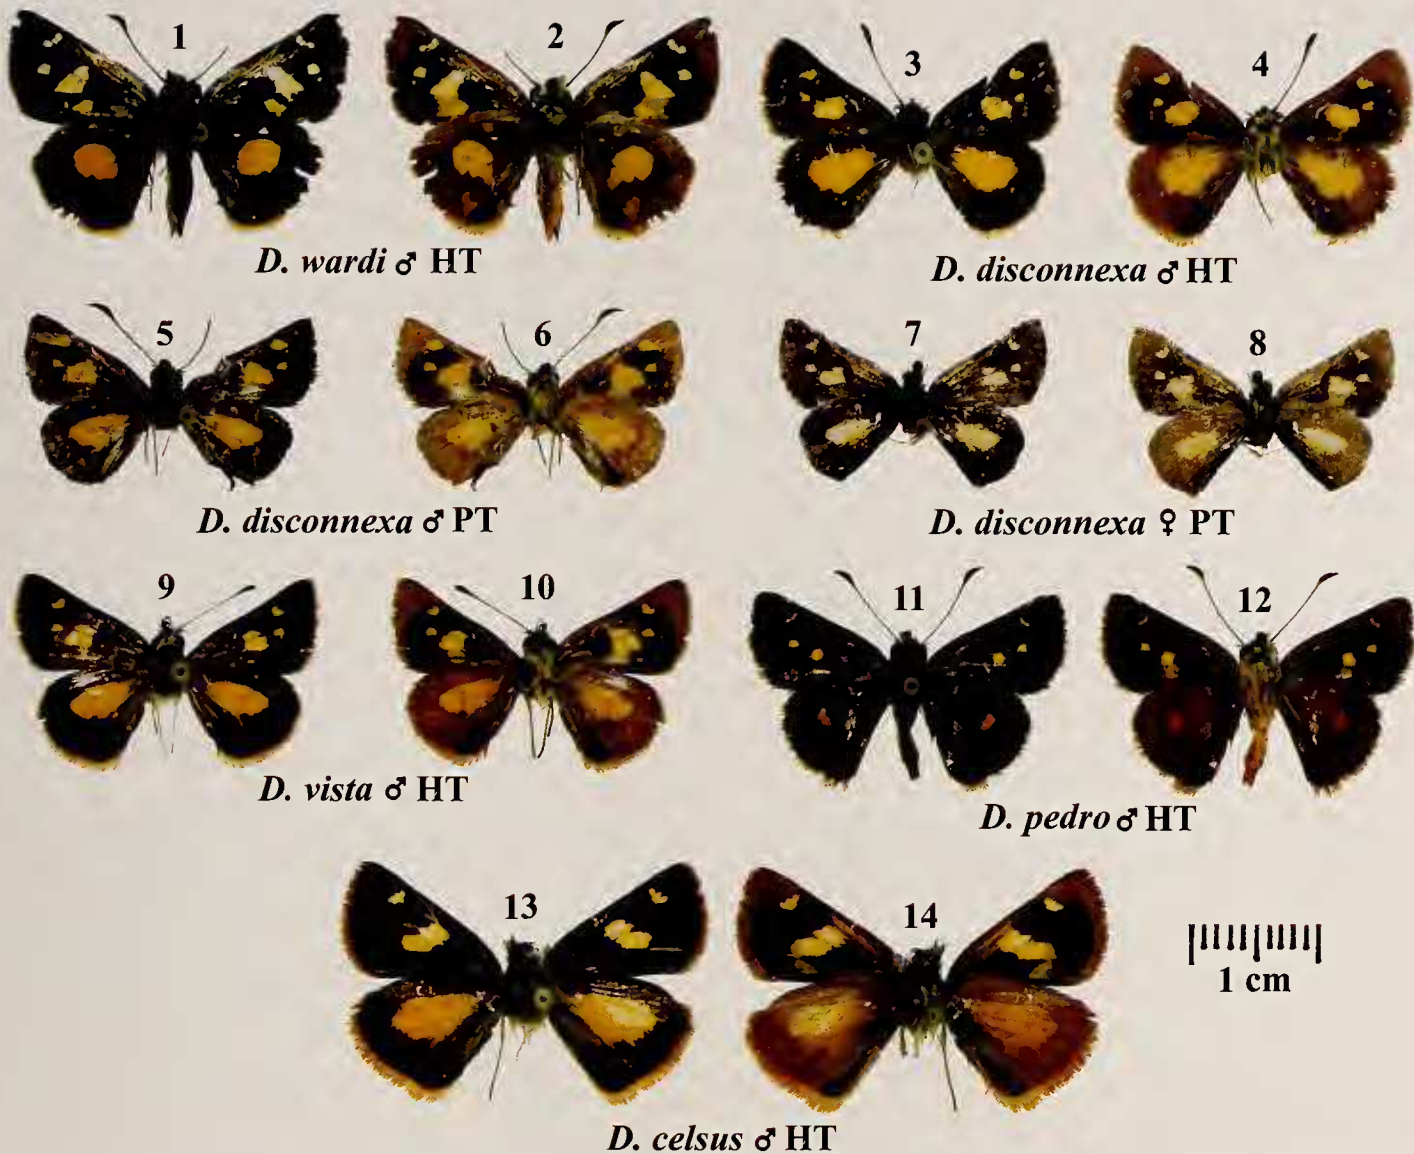 1 2 3 4
D. wardi ♂ HT D. disconnexa ♂ HT
5 6 7 8
D. disconnexa ♂ PT D. disconnexa ♀ PT
9 10 11 12
D. vista ♂ HT D. pedro ♂ HT
13 14
1 cm
D. celsus ♂ HT